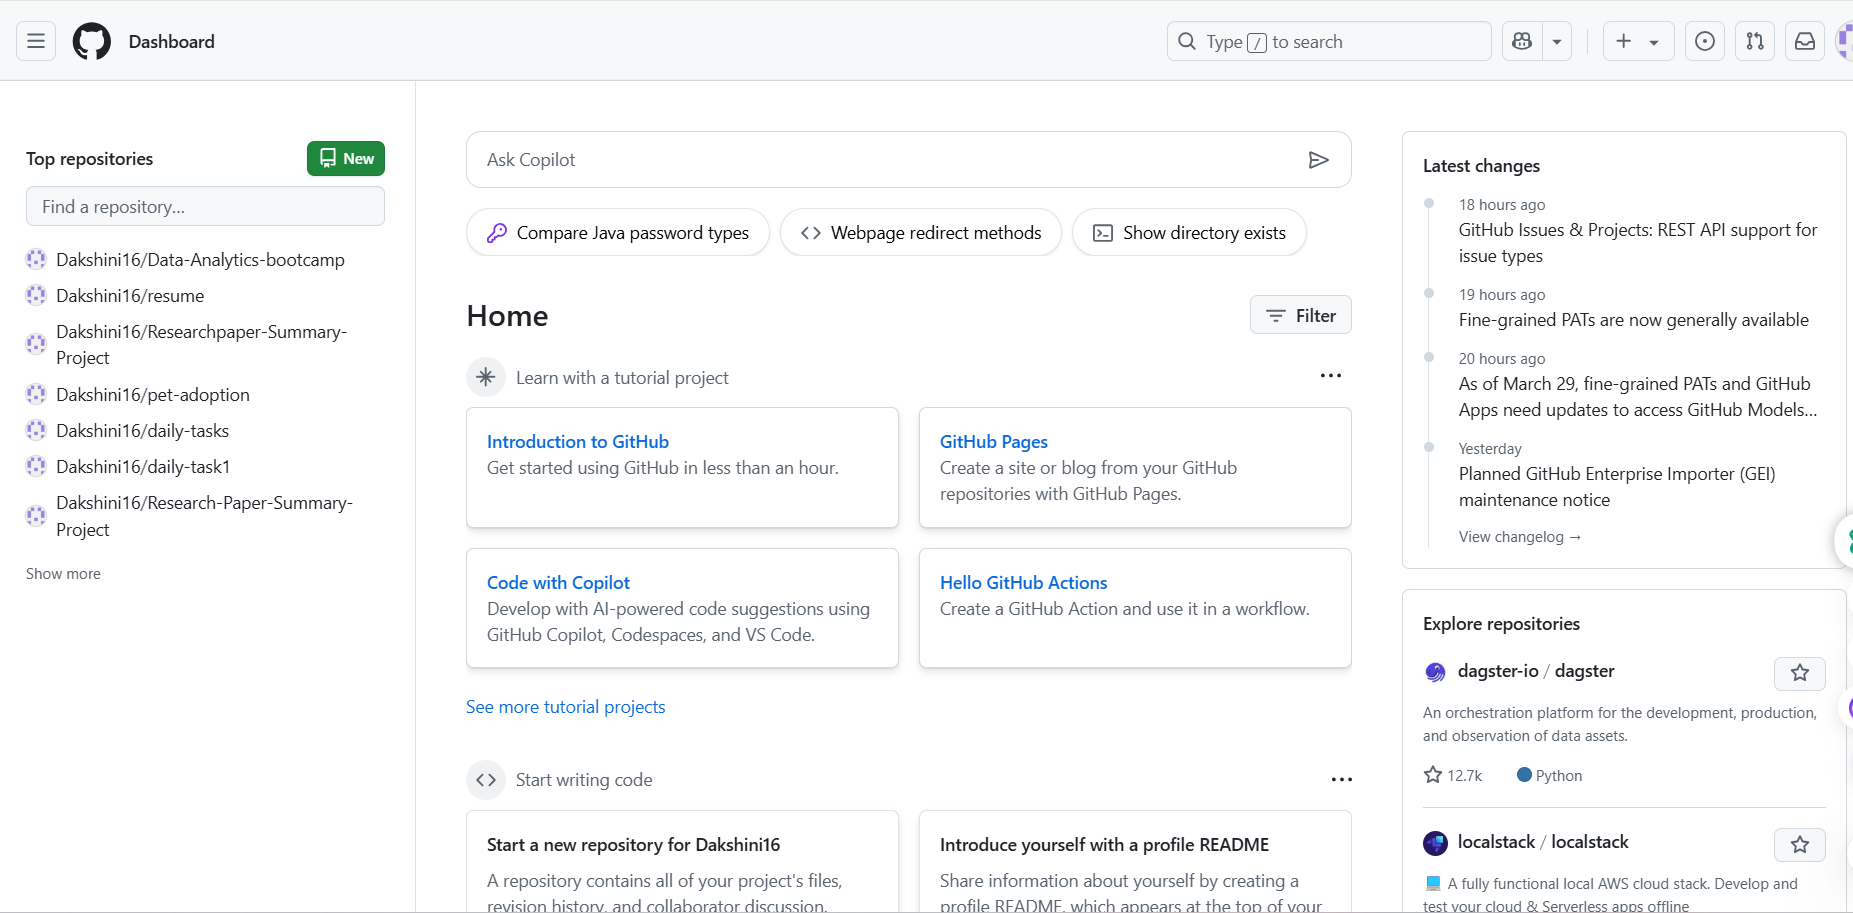 Dashboard
Type / to search
Top repositories
New
Find a repository...
Dakshini16/Data-Analytics-bootcamp
Dakshini16/resume
Dakshini16/Researchpaper-Summary-
Project
Dakshini16/pet-adoption
Dakshini16/daily-tasks
Dakshini16/daily-task1
Dakshini16/Research-Paper-Summary-
Project
Show more
Ask Copilot
Compare Java password types
Webpage redirect methods
Show directory exists
Home
Filter
Learn with a tutorial project
Introduction to GitHub
Get started using GitHub in less than an hour.
GitHub Pages
Create a site or blog from your GitHub
repositories with GitHub Pages.
Code with Copilot
Develop with AI-powered code suggestions using
GitHub Copilot, Codespaces, and VS Code.
Hello GitHub Actions
Create a GitHub Action and use it in a workflow.
See more tutorial projects
Start writing code
Start a new repository for Dakshini16
A repository contains all of your project's files,
revision history, and collaborator discussion.
Introduce yourself with a profile README
Share information about yourself by creating a
profile README, which appears at the top of your
Latest changes
18 hours ago
GitHub Issues & Projects: REST API support for
issue types
19 hours ago
Fine-grained PATs are now generally available
20 hours ago
As of March 29, fine-grained PATs and GitHub
Apps need updates to access GitHub Models...
Yesterday
Planned GitHub Enterprise Importer (GEI)
maintenance notice
View changelog →
Explore repositories
dagster-io / dagster
An orchestration platform for the development, production,
and observation of data assets.
12.7k
Python
localstack / localstack
A fully functional local AWS cloud stack. Develop and
test your cloud & Serverless apps offline